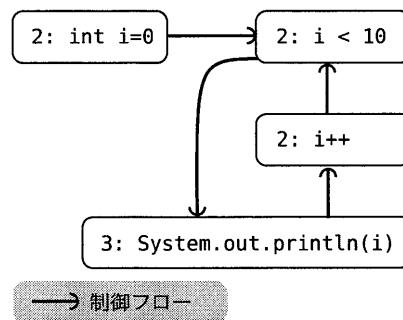 2: int i=0
2: i < 10
2: i++
3: System.out.println(i)
制御フロー